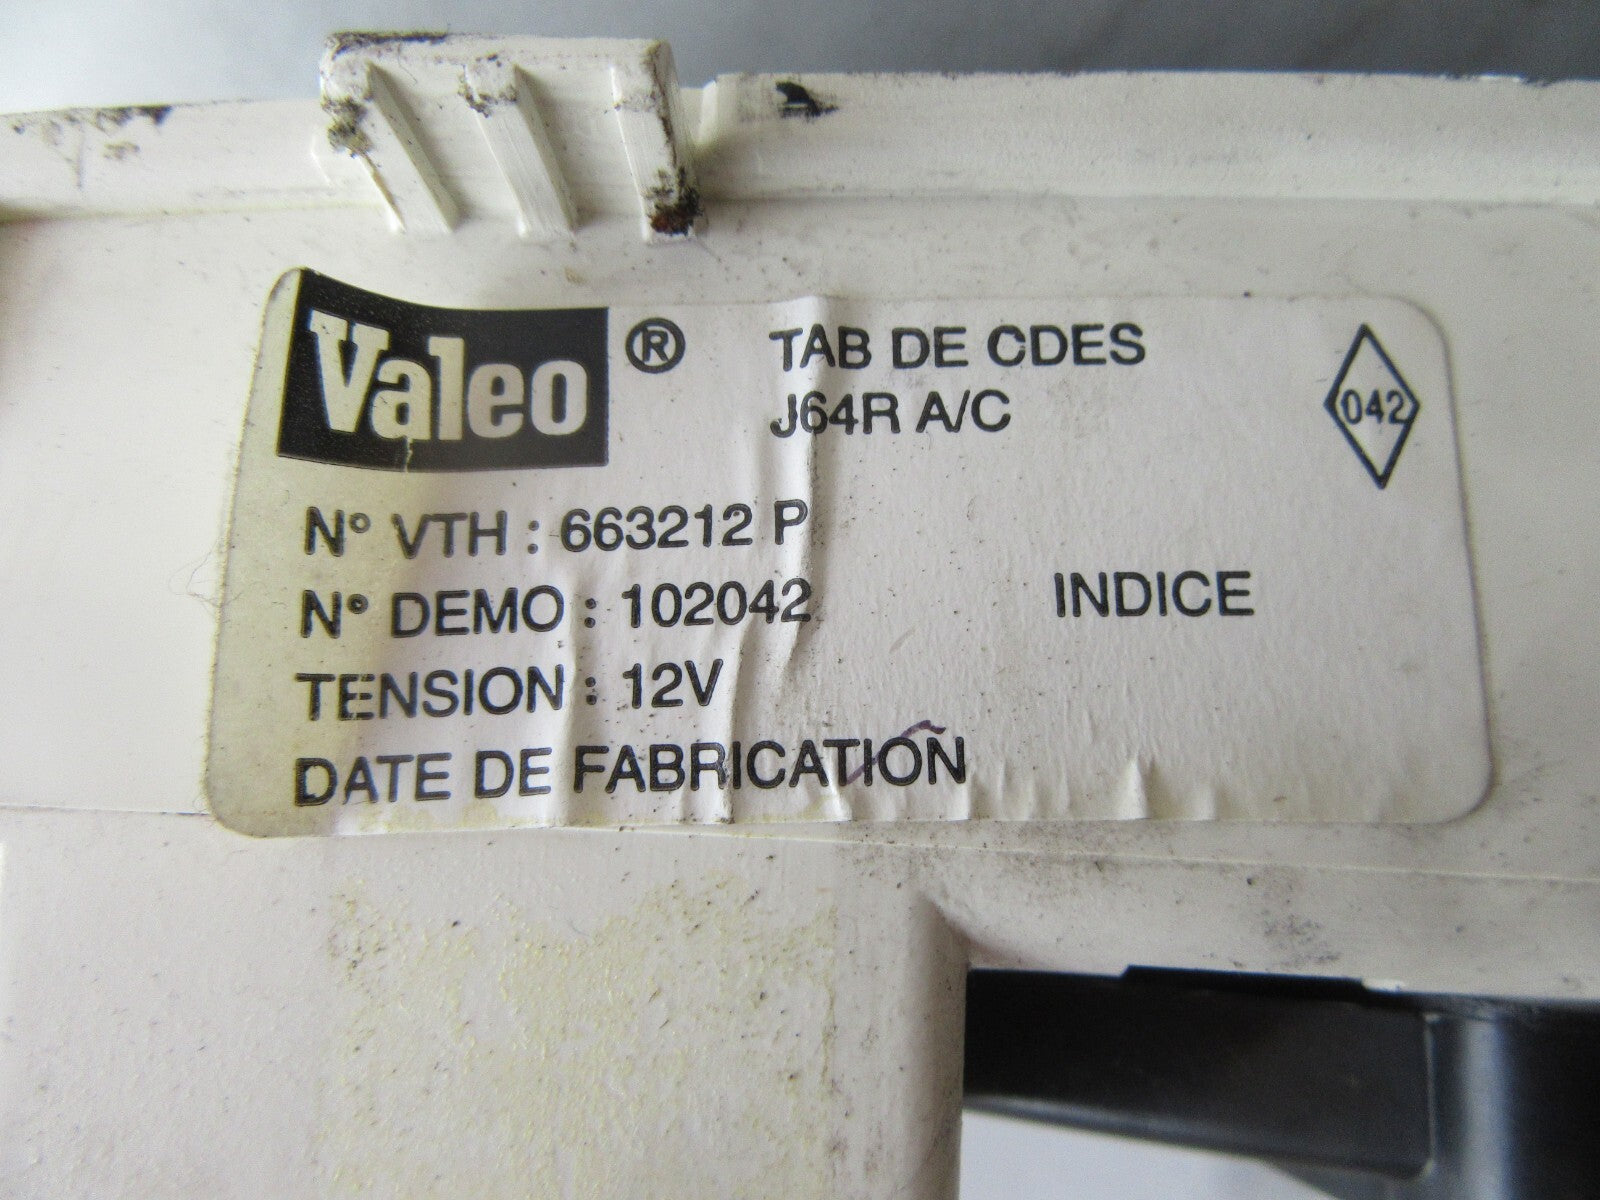 Valeo ® TAB DE CDES
J64R A/C
042
N° VTH : 663212 P
N° DEMO : 102042 INDICE
TENSION : 12V
DATE DE FABRICATION